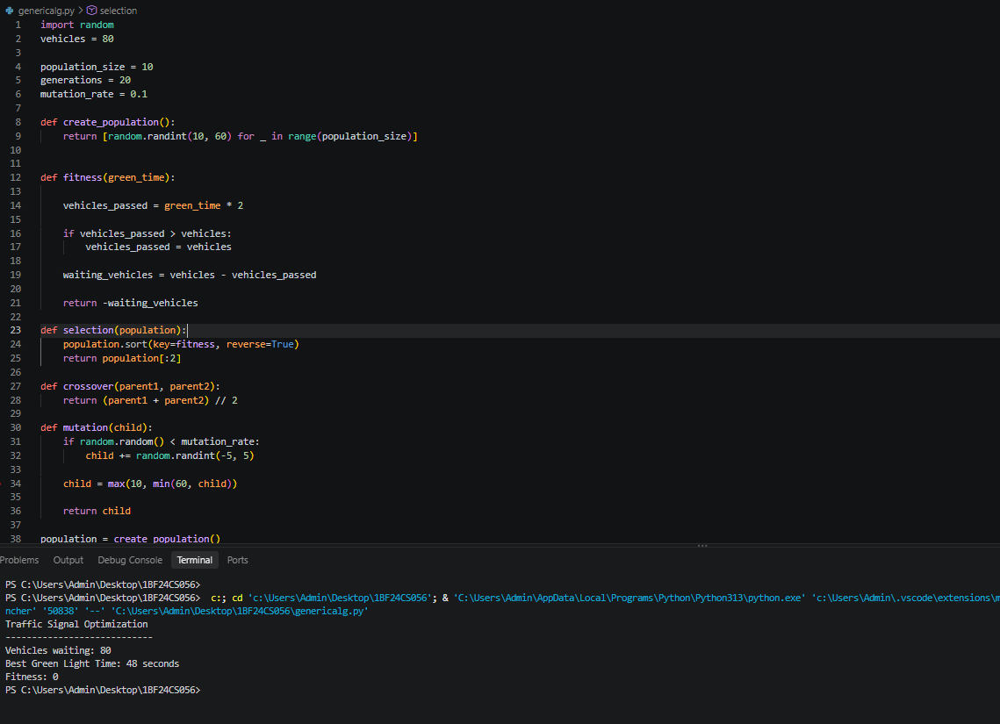 genericalg.py > selection
1 import random
2 vehicles = 80
3
4 population_size = 10
5 generations = 20
6 mutation_rate = 0.1
7
8 def create_population():
9     return [random.randint(10, 60) for _ in range(population_size)]
10
11
12 def fitness(green_time):
13
14     vehicles_passed = green_time * 2
15
16     if vehicles_passed > vehicles:
17         vehicles_passed = vehicles
18
19     waiting_vehicles = vehicles - vehicles_passed
20
21     return -waiting_vehicles
22
23 def selection(population):
24     population.sort(key=fitness, reverse=True)
25     return population[:2]
26
27 def crossover(parent1, parent2):
28     return (parent1 + parent2) // 2
29
30 def mutation(child):
31     if random.random() < mutation_rate:
32         child += random.randint(-5, 5)
33
34     child = max(10, min(60, child))
35
36     return child
37
38 population = create_population()
Problems Output Debug Console Terminal Ports
PS C:\Users\Admin\Desktop\1BF24CS056>
PS C:\Users\Admin\Desktop\1BF24CS056> c:; cd 'c:\Users\Admin\Desktop\1BF24CS056'; & 'C:\Users\Admin\AppData\Local\Programs\Python\Python313\python.exe' 'c:\Users\Admin\.vscode\extensions\m
ncher' '50838' '--' 'C:\Users\Admin\Desktop\1BF24CS056\genericalg.py'
Traffic Signal Optimization
----------------------------
Vehicles waiting: 80
Best Green Light Time: 48 seconds
Fitness: 0
PS C:\Users\Admin\Desktop\1BF24CS056>